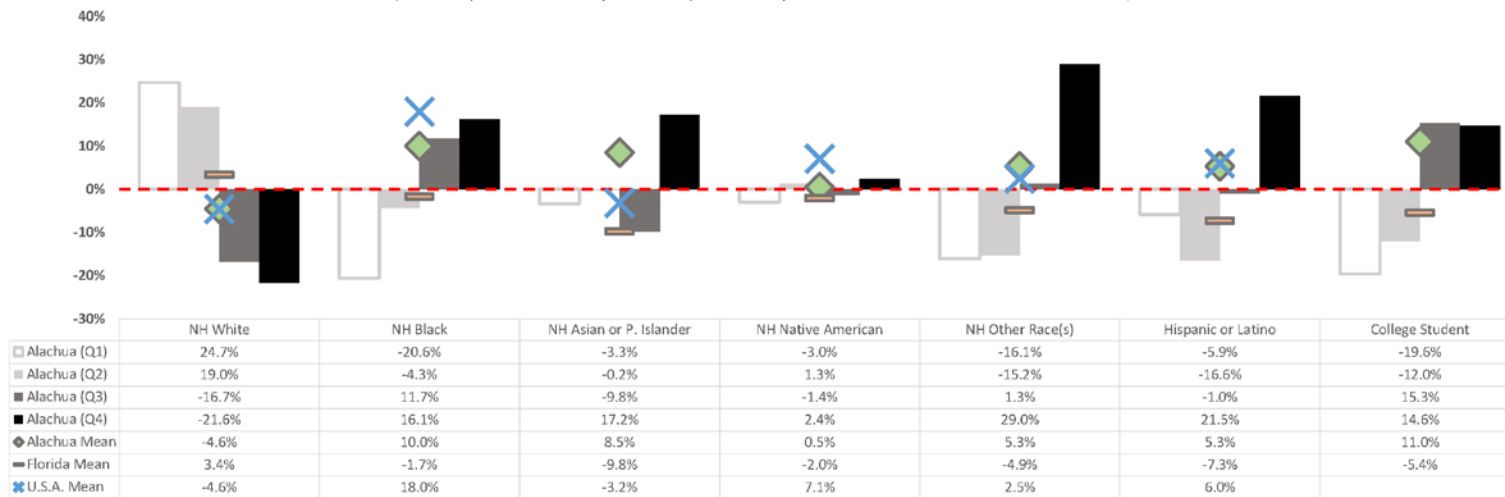 40%
30%
20%
10%
0%
-10%
-20%
-30%
NH White NH Black NH Asian or P. Islander NH Native American NH Other Race(s) Hispanic or Latino College Student
Alachua (Q1) 24.7% -20.6% -3.3% -3.0% -16.1% -5.9% -19.6%
Alachua (Q2) 19.0% -4.3% -0.2% 1.3% -15.2% -16.6% -12.0%
Alachua (Q3) -16.7% 11.7% -9.8% -1.4% 1.3% -1.0% 15.3%
Alachua (Q4) -21.6% 16.1% 17.2% 2.4% 29.0% 21.5% 14.6%
Alachua Mean -4.6% 10.0% 8.5% 0.5% 5.3% 5.3% 11.0%
Florida Mean 3.4% -1.7% -9.8% -2.0% -4.9% -7.3% -5.4%
U.S.A. Mean -4.6% 18.0% -3.2% 7.1% 2.5% 6.0%